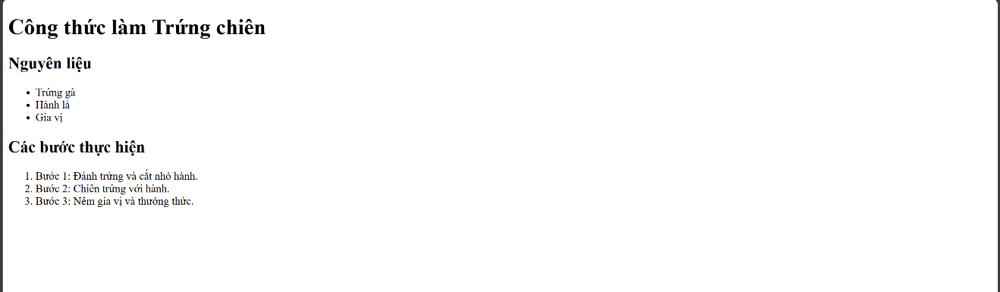 Công thức làm Trứng chiên
Nguyên liệu
• Trứng gà
• Hành lá
• Gia vị
Các bước thực hiện
1. Bước 1: Đánh trứng và cắt nhỏ hành.
2. Bước 2: Chiên trứng với hành.
3. Bước 3: Nêm gia vị và thưởng thức.